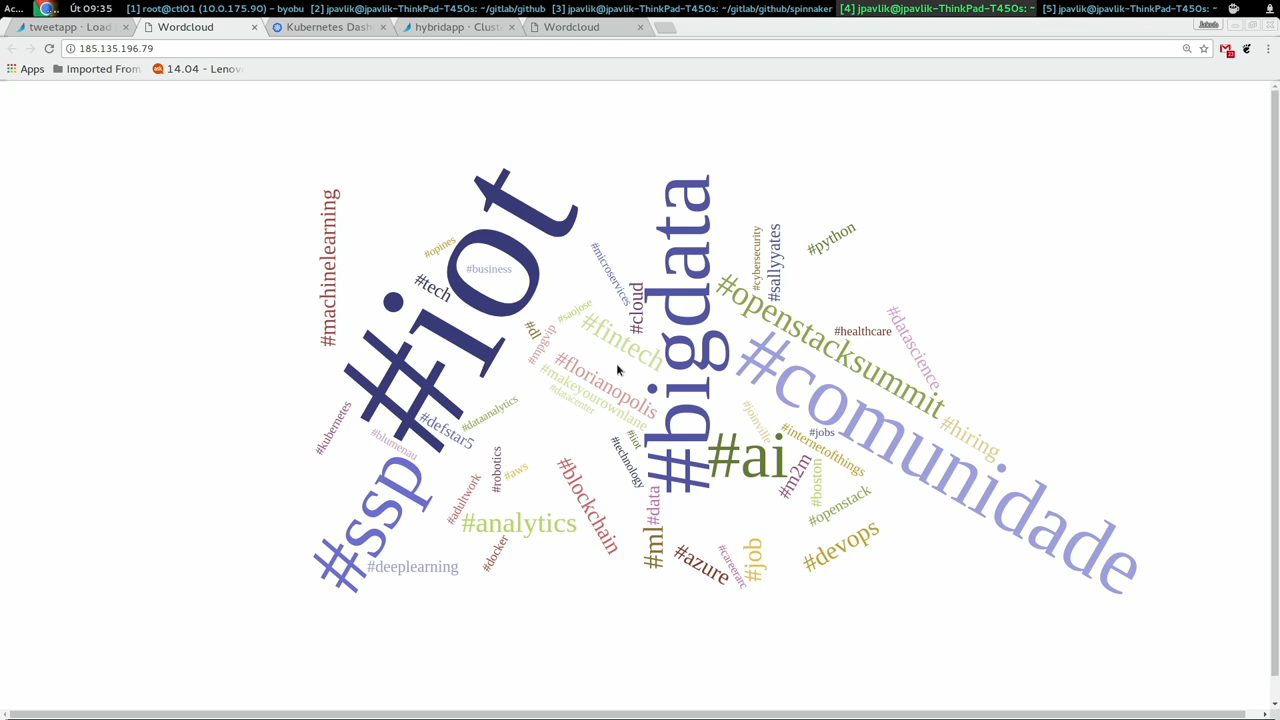 Ac...
Út 09:35
[1] root@ctl01 (10.0.175.90) – byobu
[2] jpavlik@jpavlik-ThinkPad-T450s: ~/gitlab/github
[3] jpavlik@jpavlik-ThinkPad-T450s: ~/gitlab/github/spinnaker
[4] jpavlik@jpavlik-ThinkPad-T450s: ~
[5] jpavlik@jpavlik-ThinkPad-T450s: ~
tweetapp · Load
Wordcloud
Kubernetes Dash
hybridapp · Clust
Wordcloud
185.135.196.79
Apps
Imported From
14.04 - Lenov
#iot
#bigdata
#comunidade
#ssp
#ai
#machinelearning
#opines
#business
#tech
#microservices
#cloud
#cybersecurity
#sallyyates
#python
#openstacksummit
#healthcare
#datascience
#saojose
#fintech
#dl
#mpgvip
#florianopolis
#makeyourownlane
#datacenter
#dataanalytics
#defstar5
#kubernetes
#blumenau
#iiot
#technology
#joinville
#jobs
#internetofthings
#hiring
#m2m
#boston
#openstack
#robotics
#aws
#adultwork
#blockchain
#data
#analytics
#docker
#deeplearning
#ml
#azure
#careerarc
#job
#devops